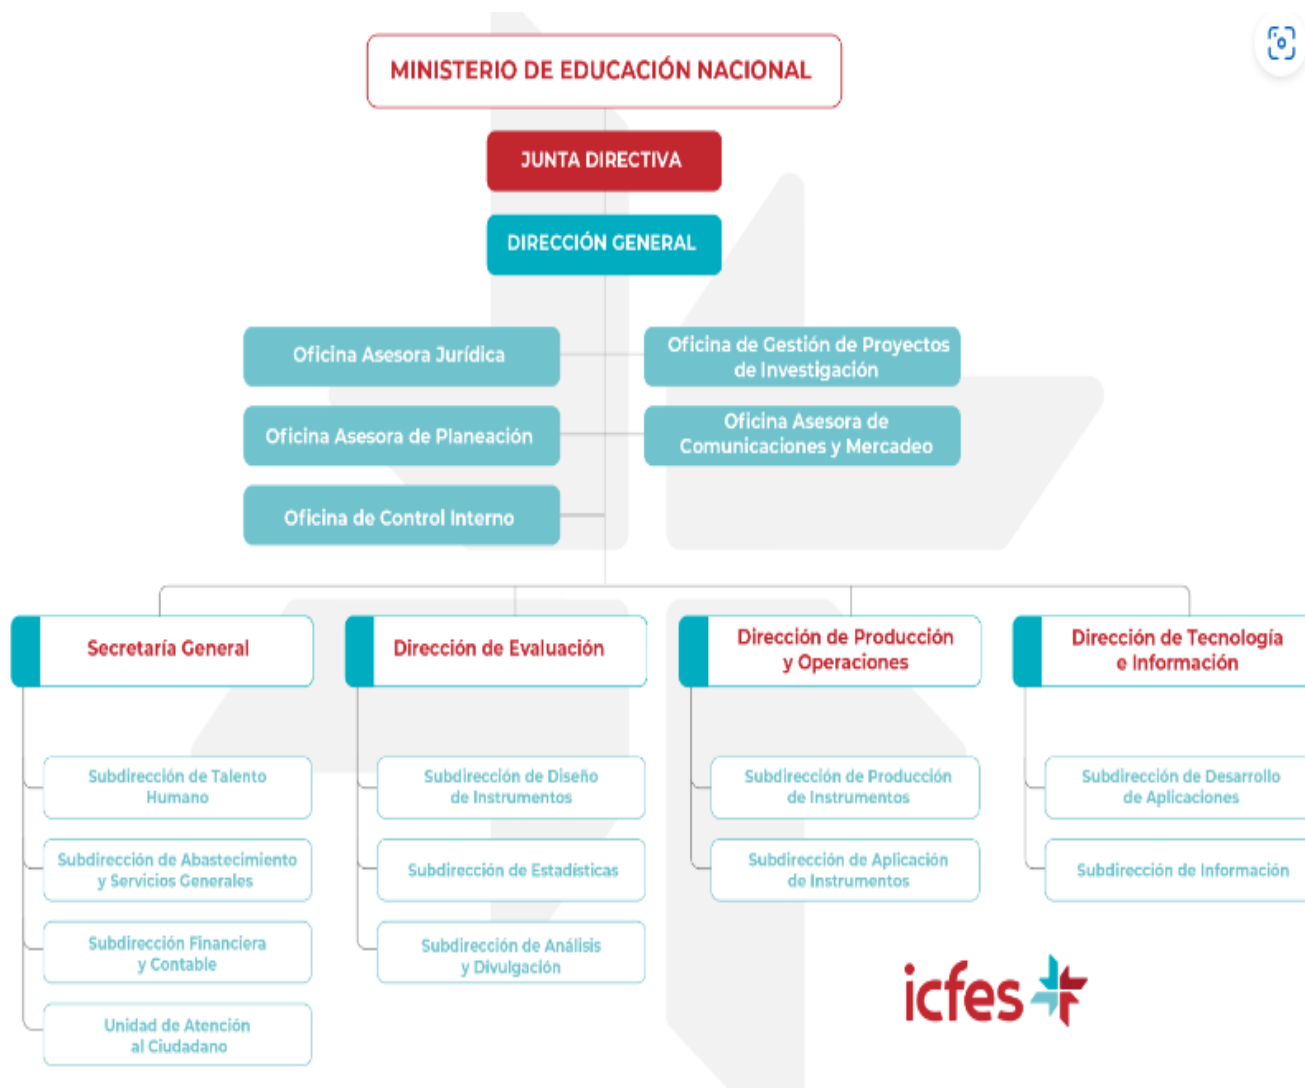 MINISTERIO DE EDUCACIÓN NACIONAL
JUNTA DIRECTIVA
DIRECCIÓN GENERAL
Oficina Asesora Jurídica
Oficina de Gestión de Proyectos
de Investigación
Oficina Asesora de Planeación
Oficina Asesora de
Comunicaciones y Mercadeo
Oficina de Control Interno
Secretaría General
Subdirección de Talento
Humano
Subdirección de Abastecimiento
y Servicios Generales
Subdirección Financiera
y Contable
Unidad de Atención
al Ciudadano
Dirección de Evaluación
Subdirección de Diseño
de Instrumentos
Subdirección de Estadísticas
Subdirección de Análisis
y Divulgación
Dirección de Producción
y Operaciones
Subdirección de Producción
de Instrumentos
Subdirección de Aplicación
de Instrumentos
Dirección de Tecnología
e Información
Subdirección de Desarrollo
de Aplicaciones
Subdirección de Información
icfes